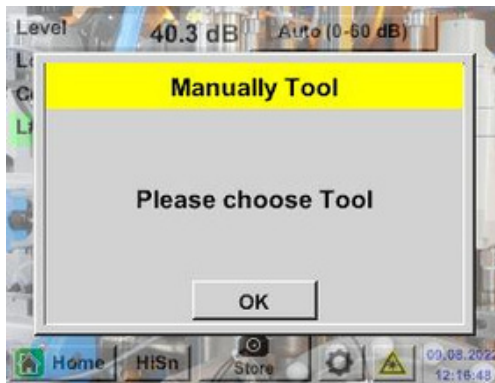 Level 40.3 dB Auto (0-60 dB)
Manually Tool
Please choose Tool
OK
Home HiSn Store 09.08.2022
12:16:48